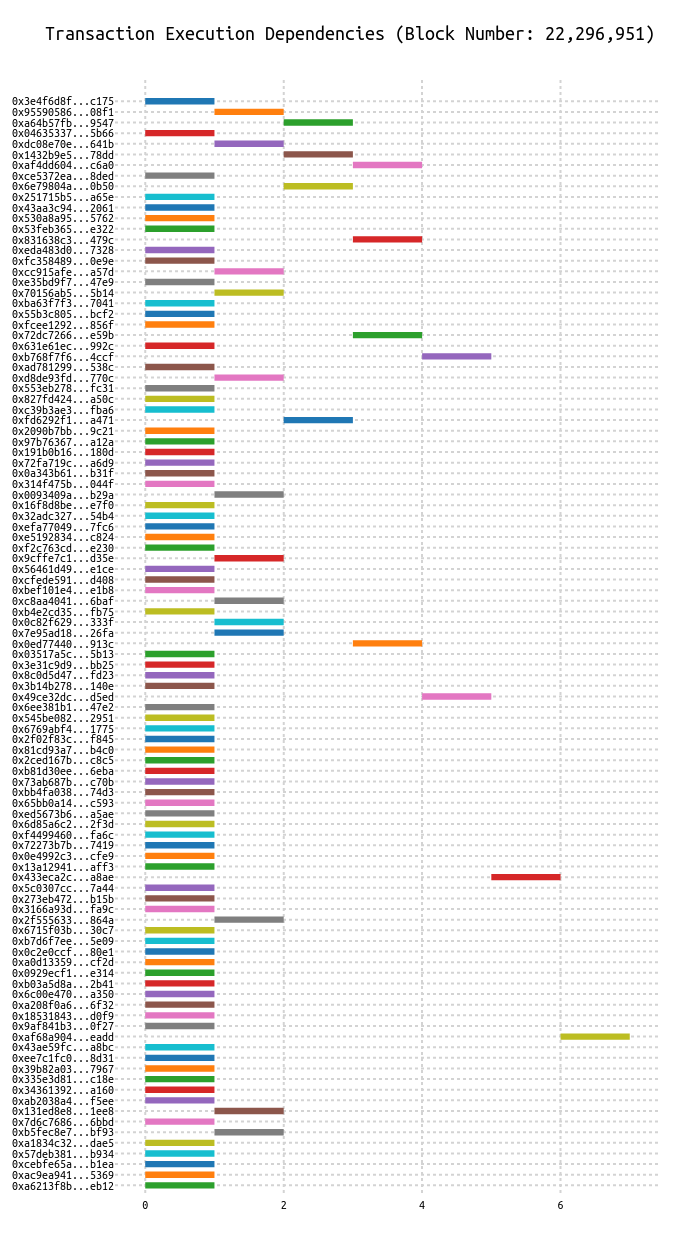 Transaction Execution Dependencies (Block Number: 22,296,951)
0x3e4f6d8f...c175
0x95590586...08f1
0xa64b57fb...9547
0x04635337...5b66
0xdc08e70e...641b
0x1432b9e5...78dd
0xaf4dd604...c6a0
0xce5372ea...8ded
0x6e79804a...0b50
0x251715b5...a65e
0x43aa3c94...2061
0x530a8a95...5762
0x53feb365...e322
0x831638c3...479c
0xeda483d0...7328
0xfc358489...0e9e
0xcc915afe...a57d
0xe35bd9f7...47e9
0x70156ab5...5b14
0xba63f7f3...7041
0x55b3c805...bcf2
0xfcee1292...856f
0x72dc7266...e59b
0x631e61ec...992c
0xb768f7f6...4ccf
0xad781299...538c
0xd8de93fd...770c
0x553eb278...fc31
0x827fd424...a50c
0xc39b3ae3...fba6
0xfd6292f1...a471
0x2090b7bb...9c21
0x97b76367...a12a
0x191b0b16...180d
0x72fa719c...a6d9
0x0a343b61...b31f
0x314f475b...044f
0x0093409a...b29a
0x16f8d8be...e7f0
0x32adc327...54b4
0xefa77049...7fc6
0xe5192834...c824
0xf2c763cd...e230
0x9cffe7c1...d35e
0x56461d49...e1ce
0xcfede591...d408
0xbef101e4...e1b8
0xc8aa4041...6baf
0xb4e2cd35...fb75
0x0c82f629...333f
0x7e95ad18...26fa
0x0ed77440...913c
0x03517a5c...5b13
0x3e31c9d9...bb25
0x8c0d5d47...fd23
0x3b14b278...140e
0x49ce32dc...d5ed
0x6ee381b1...47e2
0x545be082...2951
0x6769abf4...1775
0x2f02f83c...f845
0x81cd93a7...b4c0
0x2ced167b...c8c5
0xb81d30ee...6eba
0x73ab687b...c70b
0xbb4fa038...74d3
0x65bb0a14...c593
0xed5673b6...a5ae
0x6d85a6c2...2f3d
0xf4499460...fa6c
0x72273b7b...7419
0x0e4992c3...cfe9
0x13a12941...aff3
0x433eca2c...a8ae
0x5c0307cc...7a44
0x273eb472...b15b
0x3166a93d...fa9c
0x2f555633...864a
0x6715f03b...30c7
0xb7d6f7ee...5e09
0x0c2e0ccf...80e1
0xa0d13359...cf2d
0x0929ecf1...e314
0xb03a5d8a...2b41
0x6c00e470...a350
0xa208f0a6...6f32
0x18531843...d0f9
0x9af841b3...0f27
0xaf68a904...eadd
0x43ae59fc...a8bc
0xee7c1fc0...8d31
0x39b82a03...7967
0x335e3d81...c18e
0x34361392...a160
0xab2038a4...f5ee
0x131ed8e8...1ee8
0x7d6c7686...6bbd
0xb5fec8e7...bf93
0xa1834c32...dae5
0x57deb381...b934
0xcebfe65a...b1ea
0xac9ea941...5369
0xa6213f8b...eb12
0 2 4 6